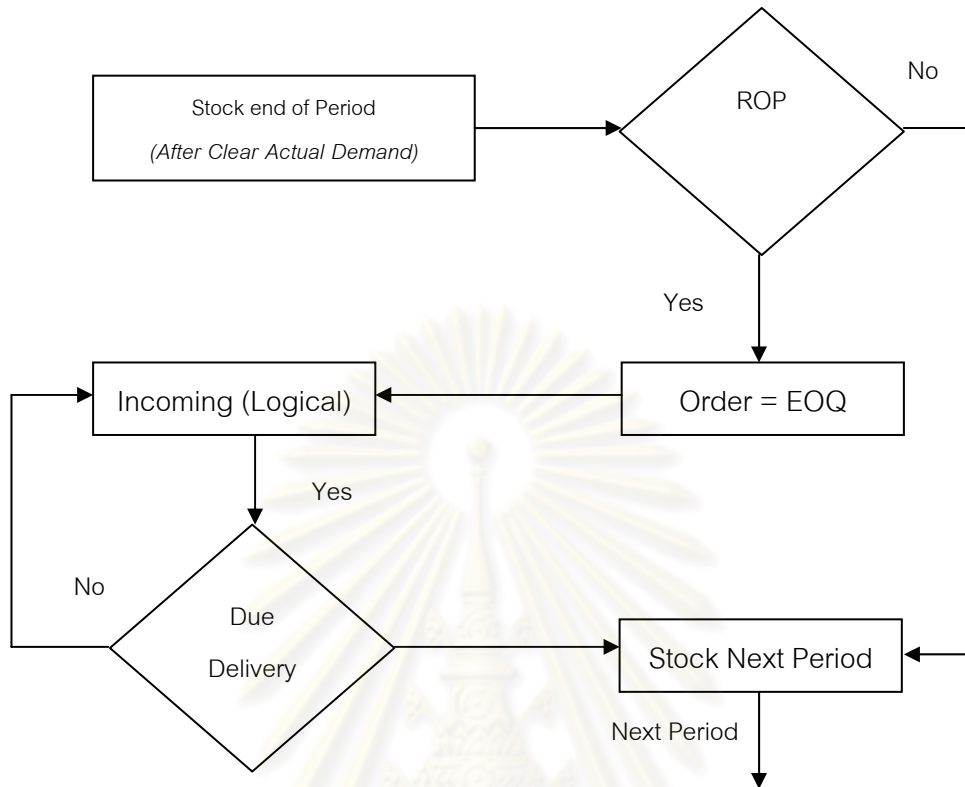 Stock end of Period
(After Clear Actual Demand)
ROP
No
Yes
Incoming (Logical)
Order = EOQ
Yes
No
Due
Delivery
Stock Next Period
Next Period